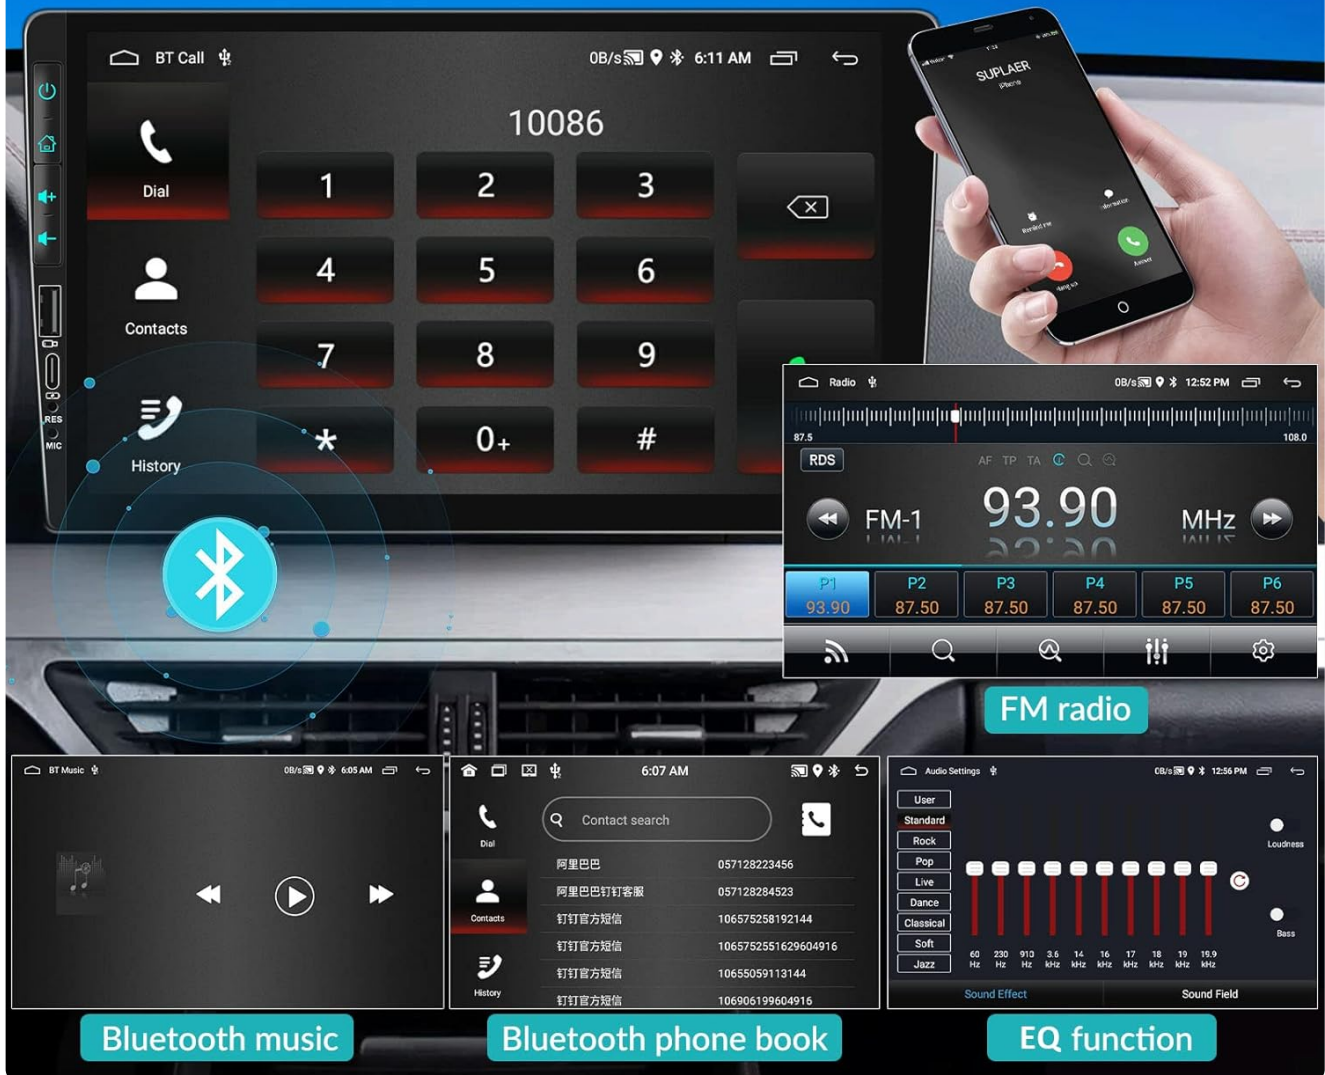 BT Call
0B/s 6:11 AM
10086
Dial
1 2 3
4 5 6
Contacts
7 8 9
* 0+ #
History
RES
MIC
SUPLAER
iPhone
Remind me
Information
Answer
Radio
0B/s 12:52 PM
87.5 108.0
RDS
AF TP TA
FM-1 93.90 MHz
P1 P2 P3 P4 P5 P6
93.90 87.50 87.50 87.50 87.50 87.50
FM radio
BT Music
0B/s 6:05 AM
Bluetooth music
6:07 AM
Dial
Contact search
阿里巴巴 057128223456
阿里巴巴钉钉客服 057128284523
Contacts
钉钉官方短信 106575258192144
钉钉官方短信 1065752551629604916
钉钉官方短信 10655059113144
History
钉钉官方短信 106906199604916
Bluetooth phone book
Audio Settings
0B/s 12:56 PM
User
Standard
Rock
Pop
Live
Dance
Classical
Soft
Jazz
Loudness
Bass
60 230 910 3.6 14 16 17 18 19 19.9
Hz Hz Hz kHz kHz kHz kHz kHz kHz kHz
Sound Effect Sound Field
EQ function